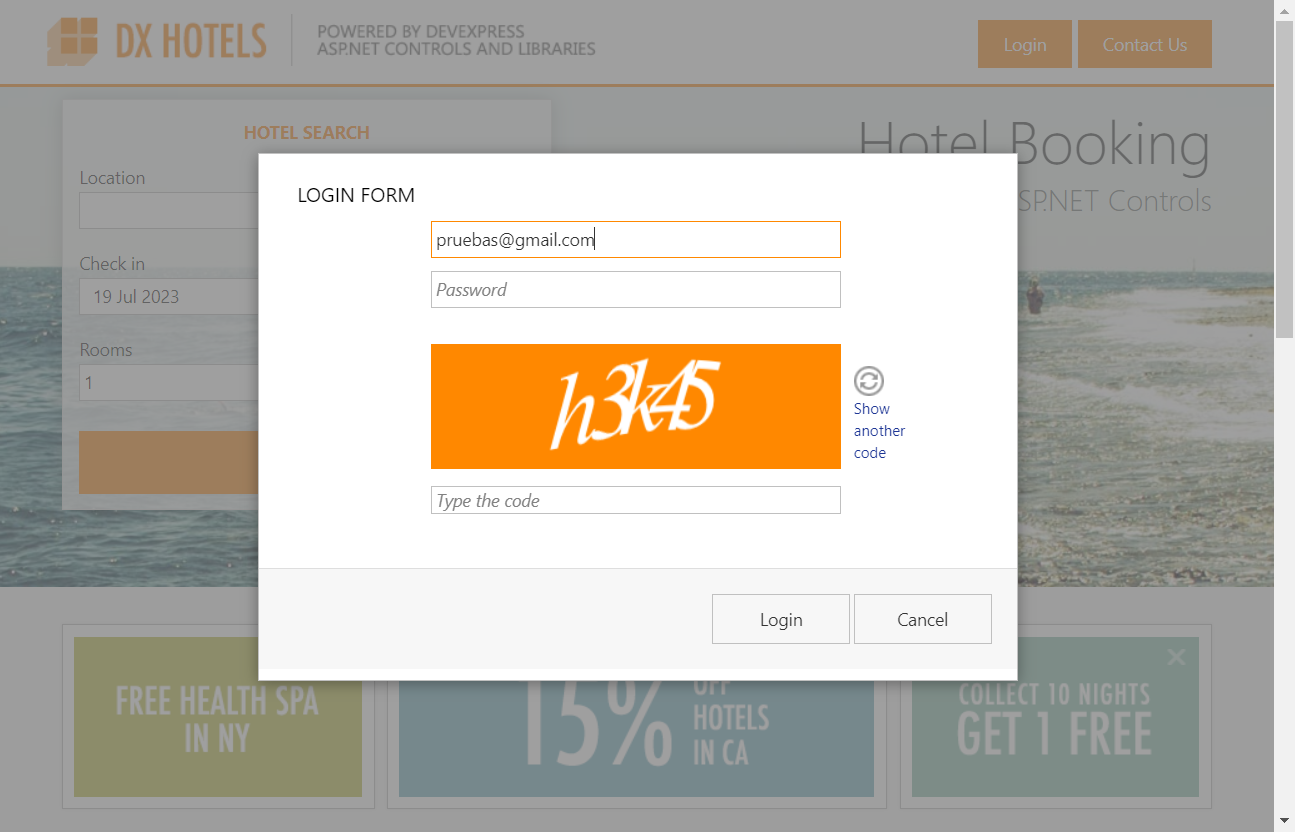 DX HOTELS
POWERED BY DEVEXPRESS
ASP.NET CONTROLS AND LIBRARIES
Login
Contact Us
HOTEL SEARCH
Location
Check in
19 Jul 2023
Rooms
1
Hotel Booking
ASP.NET Controls
LOGIN FORM
pruebas@gmail.com
Password
h3k45
Show
another
code
Type the code
Login
Cancel
FREE HEALTH SPA
IN NY
15%
OFF
HOTELS
IN CA
COLLECT 10 NIGHTS
GET 1 FREE